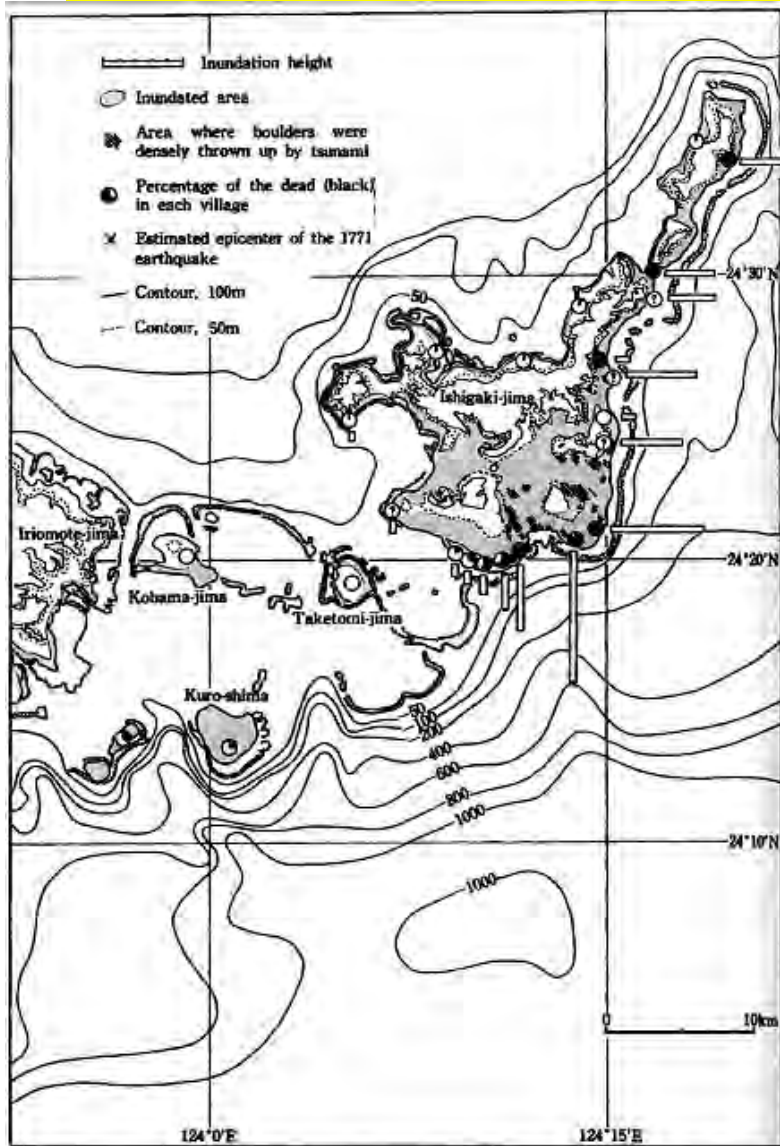 Inundation height
Inundated area
Area where boulders were
densely thrown up by tsunami
Percentage of the dead (black)
in each village
Estimated epicenter of the 1771
earthquake
Contour, 100m
Contour, 50m
24°30'N
50
Ishigaki-jima
Iriomote-jima
24°20'N
Kobama-jima
Taketomi-jima
Kuro-shima
50
100
200
400
600
800
1000
24°10'N
1000
0 10km
124°0'E 124°15'E